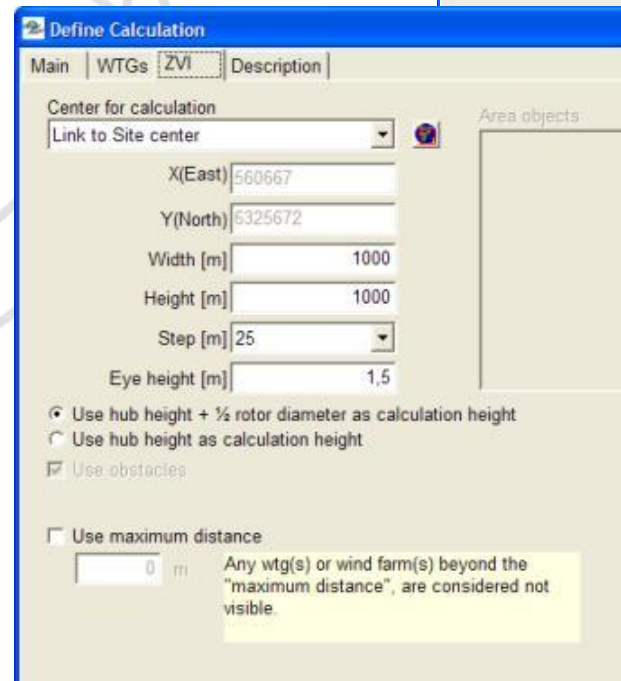 Define Calculation
Main WTGs ZVI Description
Center for calculation
Area objects
Link to Site center
X(East) 560667
Y(North) 6325672
Width [m] 1000
Height [m] 1000
Step [m] 25
Eye height [m] 1,5
Use hub height + ½ rotor diameter as calculation height
Use hub height as calculation height
Use obstacles
Use maximum distance
0 m
Any wtg(s) or wind farm(s) beyond the
"maximum distance", are considered not
visible.